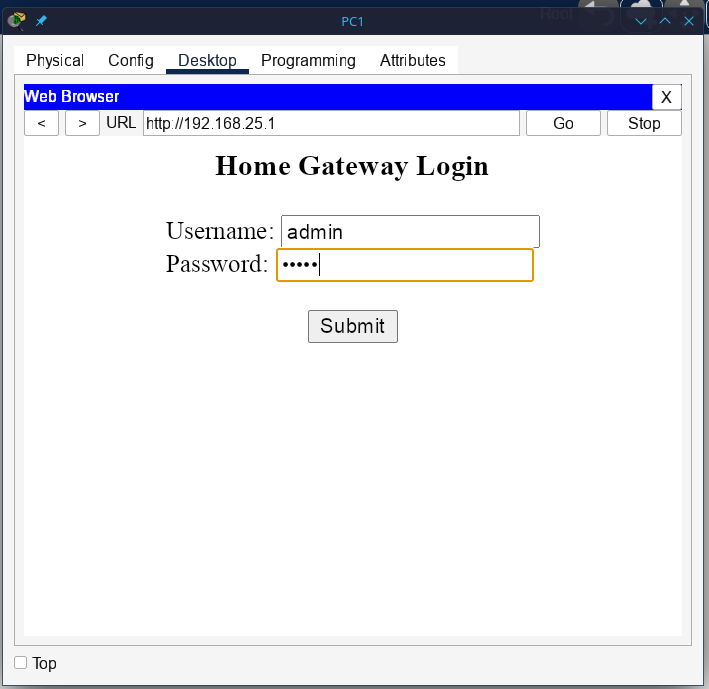 Root
PC1
Physical Config Desktop Programming Attributes
Web Browser X
< > URL http://192.168.25.1 Go Stop
Home Gateway Login
Username: admin
Password: •••••
Submit
Top